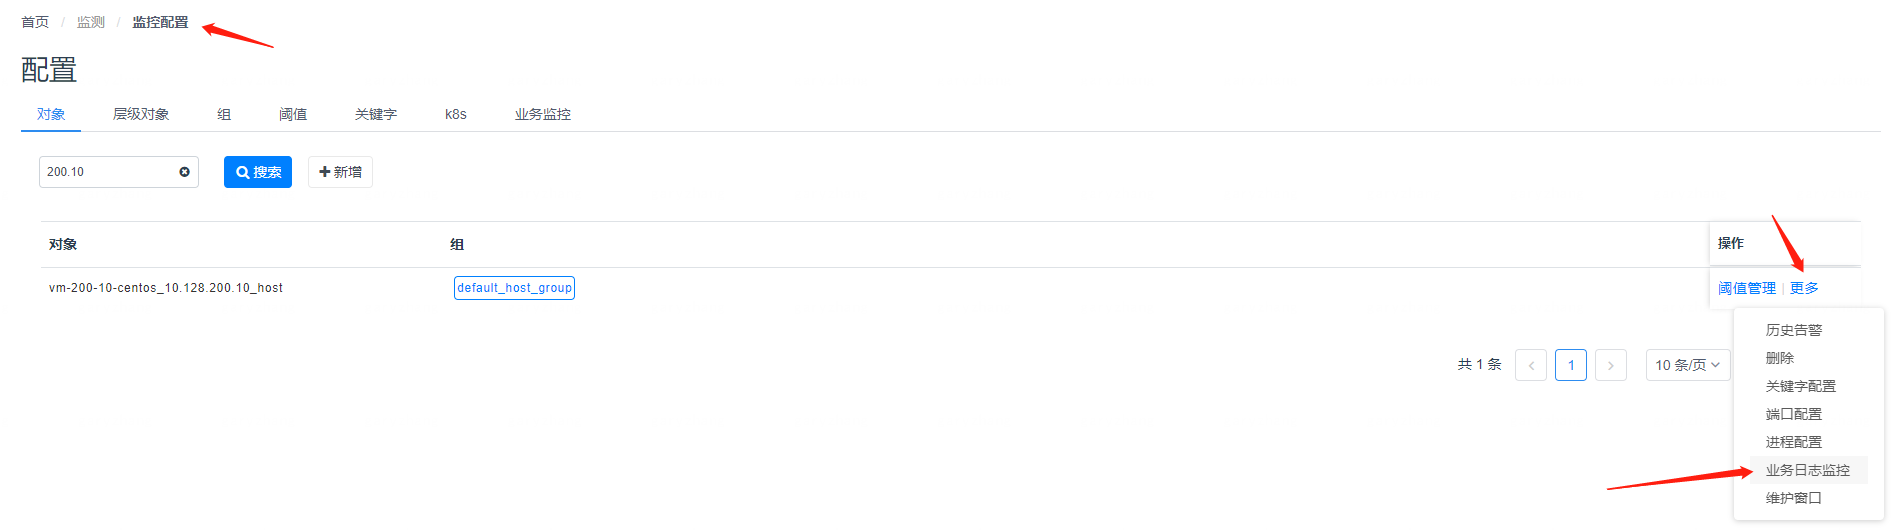 首页 / 监测 / 监控配置
配置
对象 层级对象 组 阈值 关键字 k8s 业务监控
200.10 搜索 新增
对象 组 操作
vm-200-10-centos_10.128.200.10_host default_host_group 阈值管理 | 更多
历史告警
共 1 条 1 10 条/页
删除
关键字配置
端口配置
进程配置
业务日志监控
维护窗口